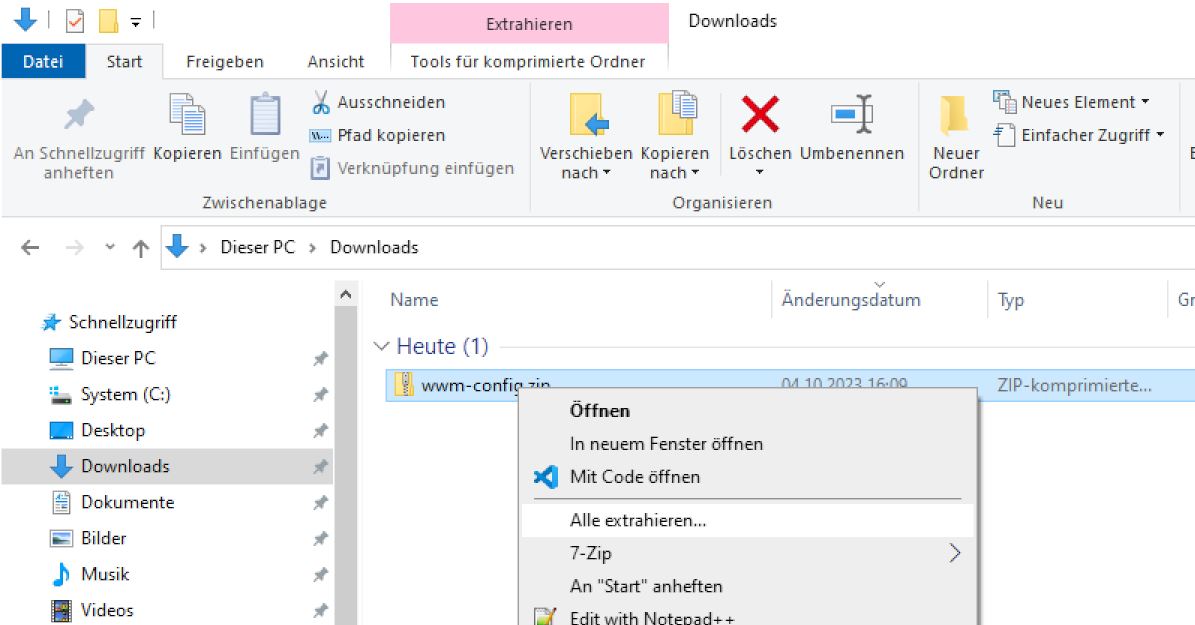 Extrahieren
Downloads
Datei
Start
Freigeben
Ansicht
Tools für komprimierte Ordner
An Schnellzugriff
anheften
Kopieren
Einfügen
Ausschneiden
Pfad kopieren
Verknüpfung einfügen
Zwischenablage
Verschieben
nach
Kopieren
nach
Löschen
Umbenennen
Organisieren
Neuer
Ordner
Neues Element
Einfacher Zugriff
Neu
Dieser PC
Downloads
Schnellzugriff
Dieser PC
System (C:)
Desktop
Downloads
Dokumente
Bilder
Musik
Videos
Name
Änderungsdatum
Typ
Heute (1)
wwm-config.zip
04.10.2023 16:09
ZIP-komprimierte...
Öffnen
In neuem Fenster öffnen
Mit Code öffnen
Alle extrahieren...
7-Zip
An "Start" anheften
Edit with Notepad++